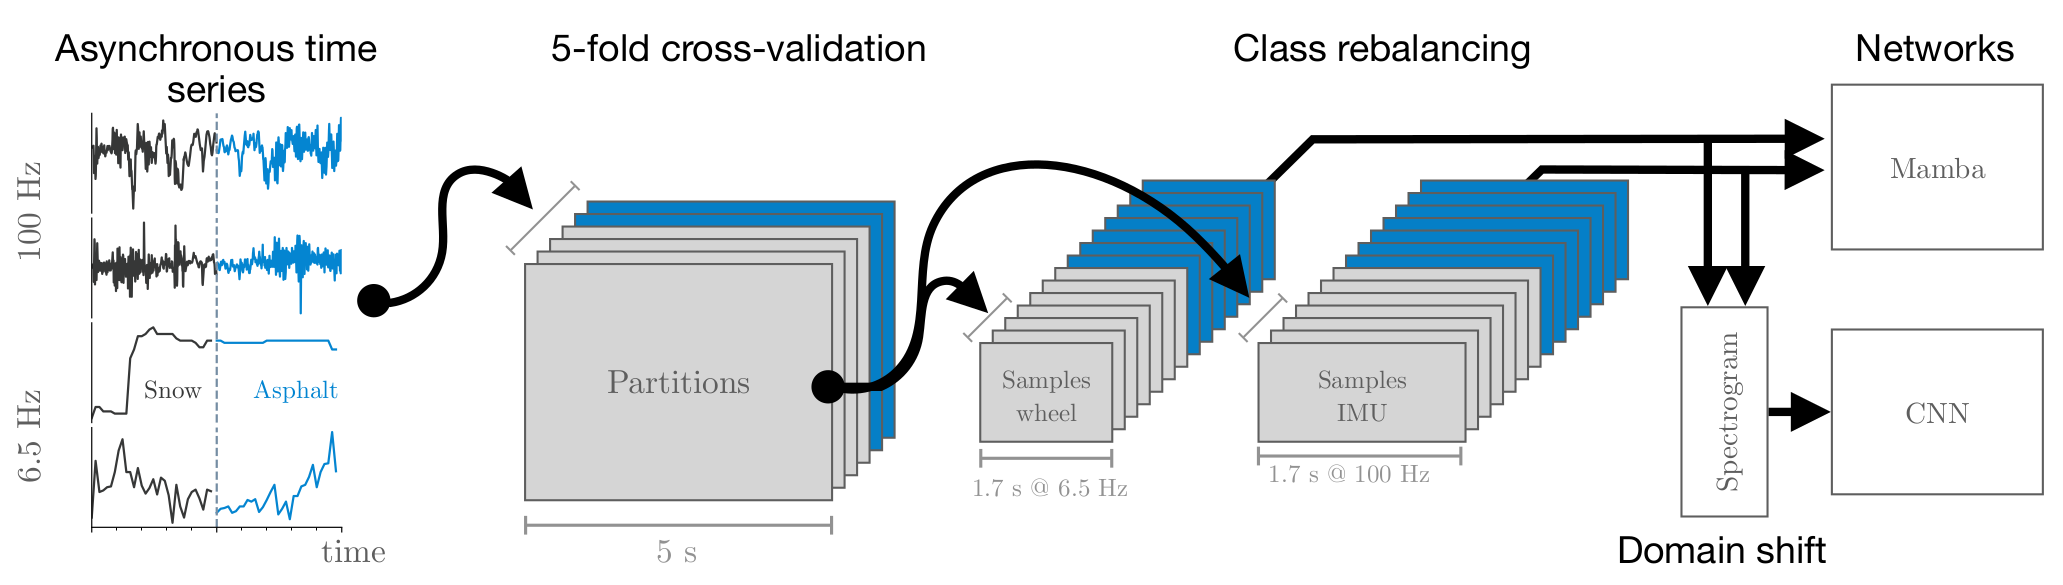 Asynchronous time
series
5-fold cross-validation
Class rebalancing
Networks
100 Hz
6.5 Hz
Snow
Asphalt
time
Partitions
5 s
Samples
wheel
1.7 s @ 6.5 Hz
Samples
IMU
1.7 s @ 100 Hz
Mamba
Spectrogram
CNN
Domain shift